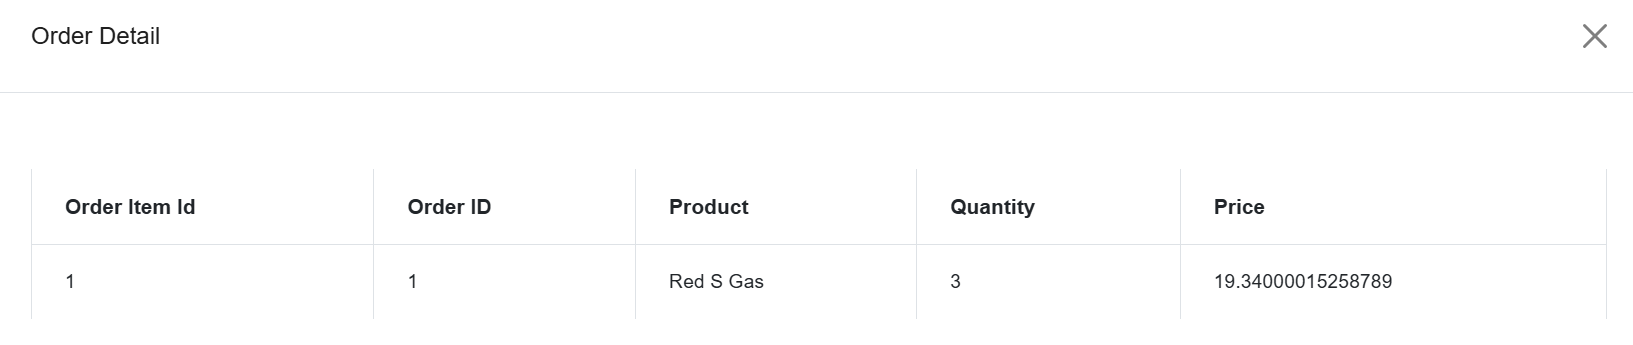 Order Detail
Order Item Id Order ID Product Quantity Price
1 1 Red S Gas 3 19.34000015258789